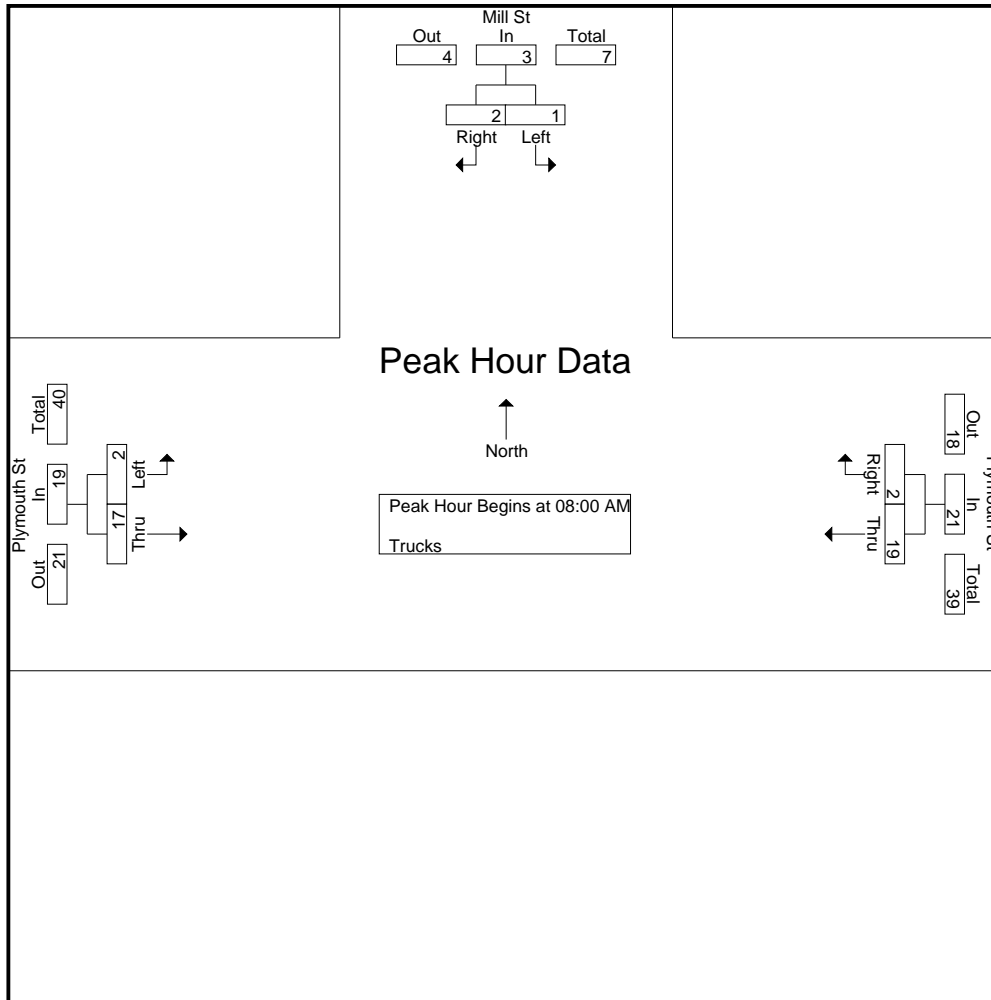 Mill St
Out In Total
4 3 7
2 1
Right Left
Peak Hour Data
North
Peak Hour Begins at 08:00 AM
Trucks
Plymouth St
Total In Out
40 19 21
2 17
Left Thru
Plymouth St
Out In Total
18 21 39
2 19
Right Thru